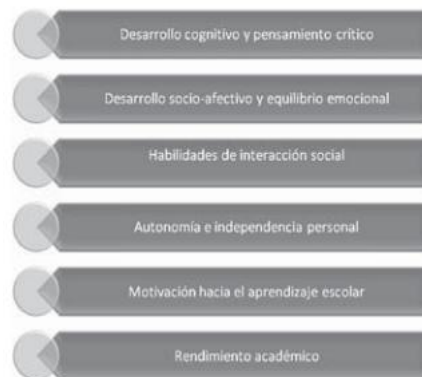 Desarrollo cognitivo y pensamiento crítico
Desarrollo socio-afectivo y equilibrio emocional
Habilidades de interacción social
Autonomía e independencia personal
Motivación hacia el aprendizaje escolar
Rendimiento académico